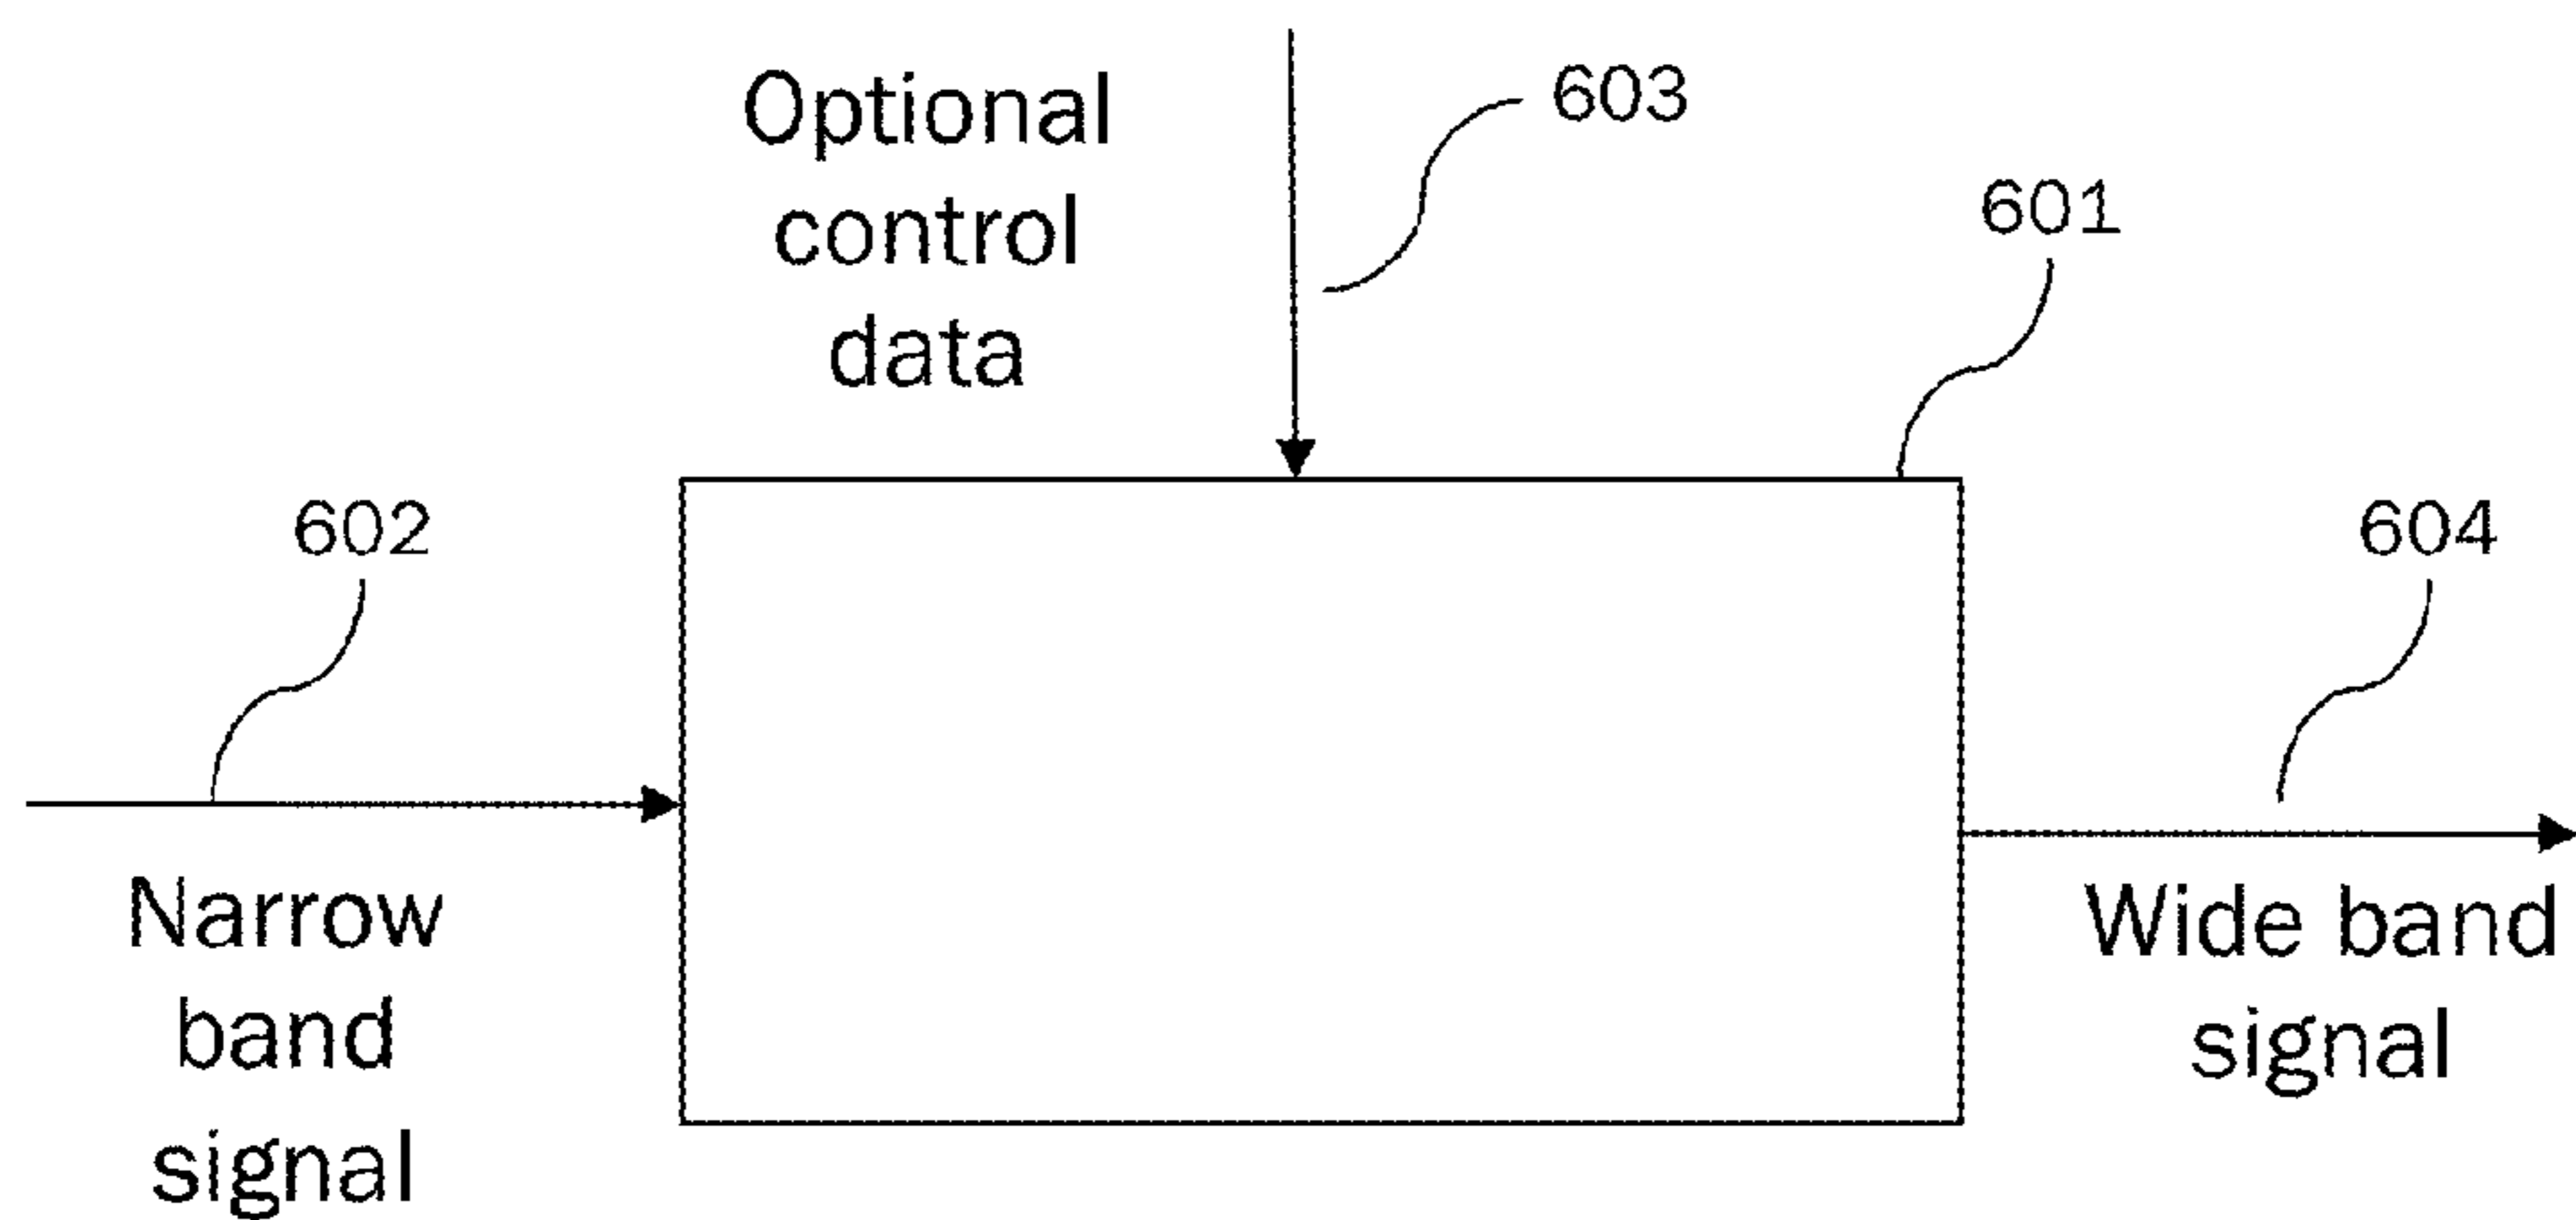 Optional
control
data
603
601
602
604
Narrow
band
signal
Wide band
signal